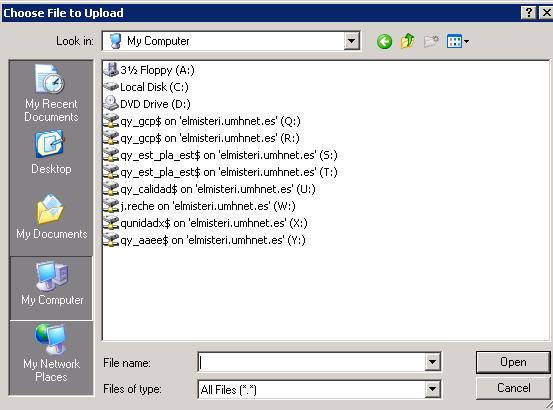 Choose File to Upload
Look in: My Computer
3½ Floppy (A:)
Local Disk (C:)
DVD Drive (D:)
qy_gcp$ on 'elmisteri.umhnet.es' (Q:)
qy_gcp$ on 'elmisteri.umhnet.es' (R:)
qy_est_pla_est$ on 'elmisteri.umhnet.es' (S:)
qy_est_pla_est$ on 'elmisteri.umhnet.es' (T:)
qy_calidad$ on 'elmisteri.umhnet.es' (U:)
j.reche on 'elmisteri.umhnet.es' (W:)
qunidadx$ on 'elmisteri.umhnet.es' (X:)
qy_aaee$ on 'elmisteri.umhnet.es' (Y:)
My Recent
Documents
Desktop
My Documents
My Computer
My Network
Places
File name:
Open
Files of type: All Files (*.*)
Cancel